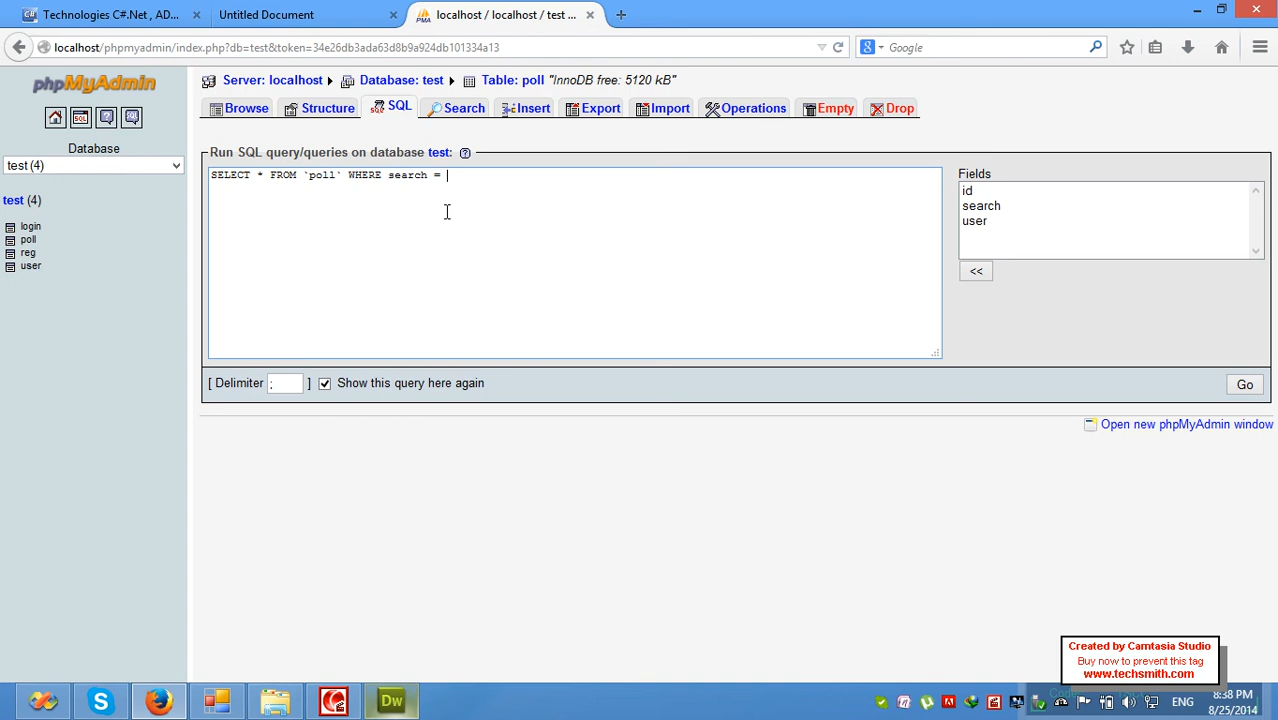 Technologies C#.Net , AD... ×
Untitled Document ×
PMA localhost / localhost / test ... × +
localhost/phpmyadmin/index.php?db=test&token=34e26db3ada63d8b9a924db101334a13
Google
phpMyAdmin
Server: localhost ▸ Database: test ▸ Table: poll "InnoDB free: 5120 kB"
Browse Structure SQL Search Insert Export Import Operations Empty Drop
SQL
Database
test (4)
test (4)
login
poll
reg
user
Run SQL query/queries on database test:
SELECT * FROM `poll` WHERE search =
Fields
id
search
user
<<
[ Delimiter ; ] Show this query here again
Go
Open new phpMyAdmin window
Created by Camtasia Studio
Buy now to prevent this tag
www.techsmith.com
Dw
ENG
8:38 PM
8/25/2014